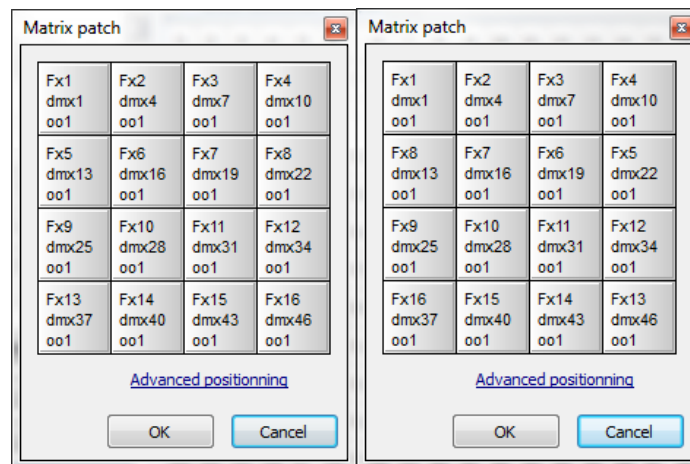 Matrix patch
Fx1 Fx2 Fx3 Fx4
dmx1 dmx4 dmx7 dmx10
oo1 oo1 oo1 oo1
Fx5 Fx6 Fx7 Fx8
dmx13 dmx16 dmx19 dmx22
oo1 oo1 oo1 oo1
Fx9 Fx10 Fx11 Fx12
dmx25 dmx28 dmx31 dmx34
oo1 oo1 oo1 oo1
Fx13 Fx14 Fx15 Fx16
dmx37 dmx40 dmx43 dmx46
oo1 oo1 oo1 oo1
Advanced positionning
OK Cancel
Matrix patch
Fx1 Fx2 Fx3 Fx4
dmx1 dmx4 dmx7 dmx10
oo1 oo1 oo1 oo1
Fx8 Fx7 Fx6 Fx5
dmx13 dmx16 dmx19 dmx22
oo1 oo1 oo1 oo1
Fx9 Fx10 Fx11 Fx12
dmx25 dmx28 dmx31 dmx34
oo1 oo1 oo1 oo1
Fx16 Fx15 Fx14 Fx13
dmx37 dmx40 dmx43 dmx46
oo1 oo1 oo1 oo1
Advanced positionning
OK Cancel